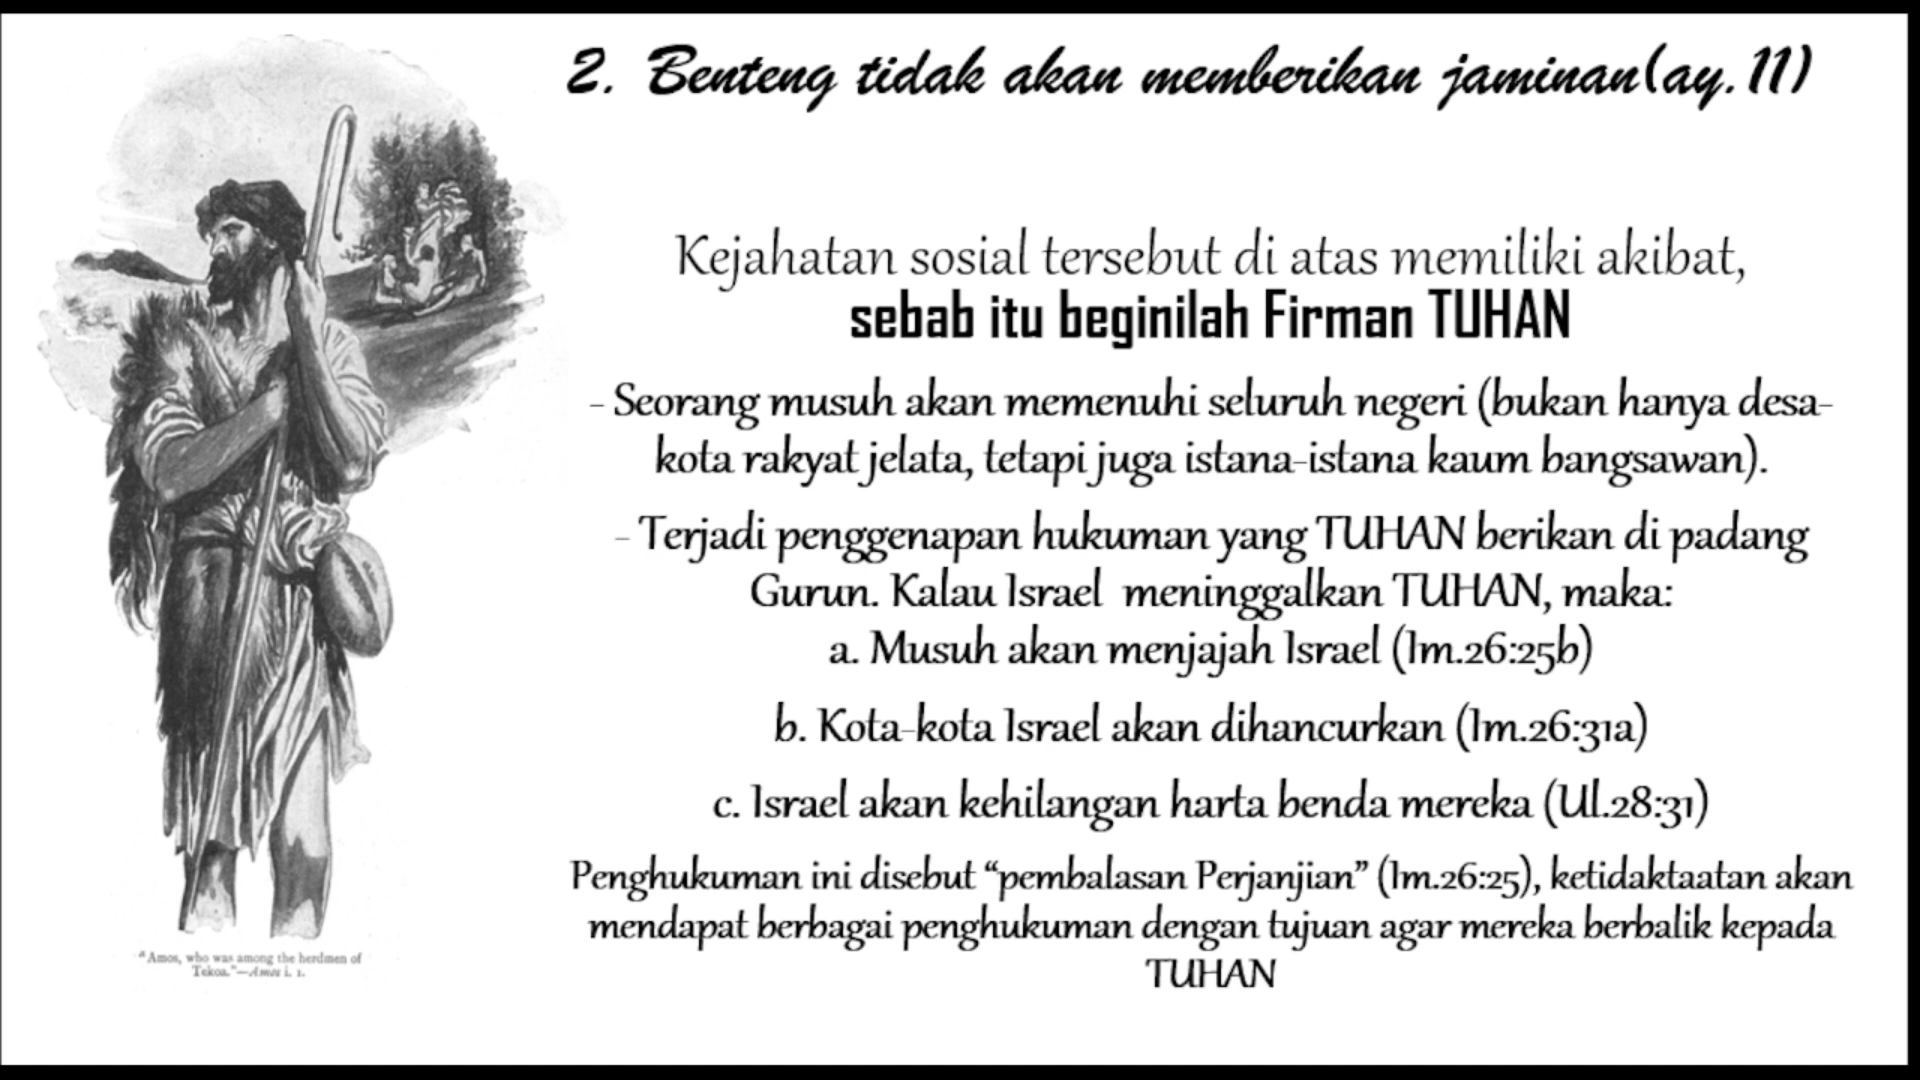 2. Benteng tidak akan memberikan jaminan(ay.11)
Kejahatan sosial tersebut di atas memiliki akibat,
sebab itu beginilah Firman TUHAN
- Seorang musuh akan memenuhi seluruh negeri (bukan hanya desa-
kota rakyat jelata, tetapi juga istana-istana kaum bangsawan).
- Terjadi penggenapan hukuman yang TUHAN berikan di padang
Gurun. Kalau Israel meninggalkan TUHAN, maka:
a. Musuh akan menjajah Israel (Im.26:25b)
b. Kota-kota Israel akan dihancurkan (Im.26:31a)
c. Israel akan kehilangan harta benda mereka (Ul.28:31)
Penghukuman ini disebut “pembalasan Perjanjian” (Im.26:25), ketidaktaatan akan
mendapat berbagai penghukuman dengan tujuan agar mereka berbalik kepada
TUHAN
"Amos, who was among the herdmen of
Tekoa."—Amos i. 1.